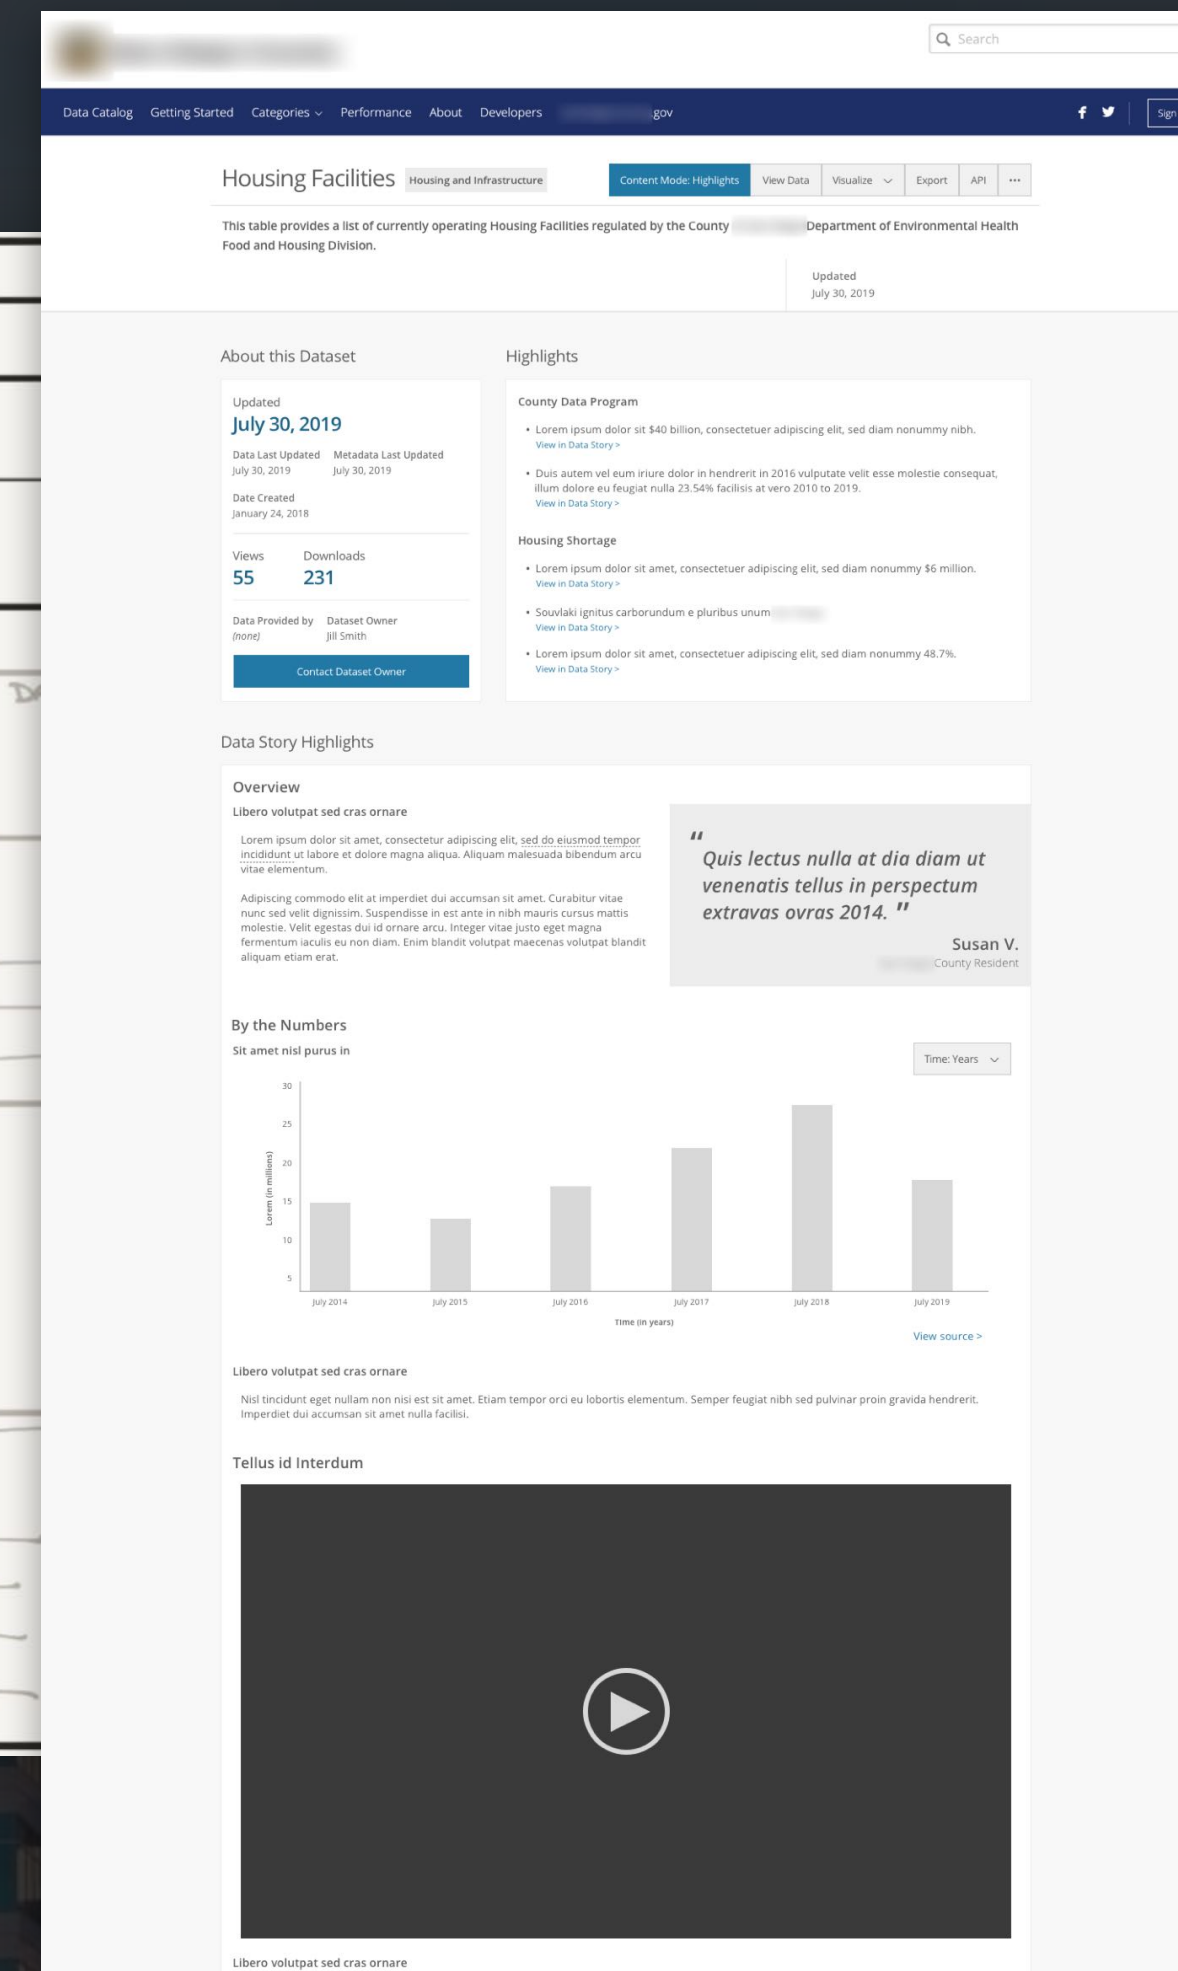 Search
Data Catalog Getting Started Categories Performance About Developers .gov
Sign
Housing Facilities Housing and Infrastructure
Content Mode: Highlights View Data Visualize Export API ...
This table provides a list of currently operating Housing Facilities regulated by the County Department of Environmental Health
Food and Housing Division.
Updated
July 30, 2019
About this Dataset
Updated
July 30, 2019
Data Last Updated Metadata Last Updated
July 30, 2019 July 30, 2019
Date Created
January 24, 2018
Views Downloads
55 231
Data Provided by Dataset Owner
(none) Jill Smith
Contact Dataset Owner
Highlights
County Data Program
• Lorem ipsum dolor sit $40 billion, consectetuer adipiscing elit, sed diam nonummy nibh.
View in Data Story >
• Duis autem vel eum iriure dolor in hendrerit in 2016 vulputate velit esse molestie consequat,
illum dolore eu feugiat nulla 23.54% facilisis at vero 2010 to 2019.
View in Data Story >
Housing Shortage
• Lorem ipsum dolor sit amet, consectetuer adipiscing elit, sed diam nonummy $6 million.
View in Data Story >
• Souvlaki ignitus carborundum e pluribus unum
View in Data Story >
• Lorem ipsum dolor sit amet, consectetuer adipiscing elit, sed diam nonummy 48.7%.
View in Data Story >
Data Story Highlights
Overview
Libero volutpat sed cras ornare
Lorem ipsum dolor sit amet, consectetur adipiscing elit, sed do eiusmod tempor
incididunt ut labore et dolore magna aliqua. Aliquam malesuada bibendum arcu
vitae elementum.
Adipiscing commodo elit at imperdiet dui accumsan sit amet. Curabitur vitae
nunc sed velit dignissim. Suspendisse in est ante in nibh mauris cursus mattis
molestie. Velit egestas dui id ornare arcu. Integer vitae justo eget magna
fermentum iaculis eu non diam. Enim blandit volutpat maecenas volutpat blandit
aliquam etiam erat.
“
Quis lectus nulla at dia diam ut
venenatis tellus in perspectum
extravas ovras 2014. ”
Susan V.
County Resident
By the Numbers
Sit amet nisl purus in
Time: Years
Lorem (in millions)
30
25
20
15
10
5
July 2014 July 2015 July 2016 July 2017 July 2018 July 2019
Time (in years)
View source >
Libero volutpat sed cras ornare
Nisl tincidunt eget nullam non nisi est sit amet. Etiam tempor orci eu lobortis elementum. Semper feugiat nibh sed pulvinar proin gravida hendrerit.
Imperdiet dui accumsan sit amet nulla facilisi.
Tellus id Interdum
Libero volutpat sed cras ornare